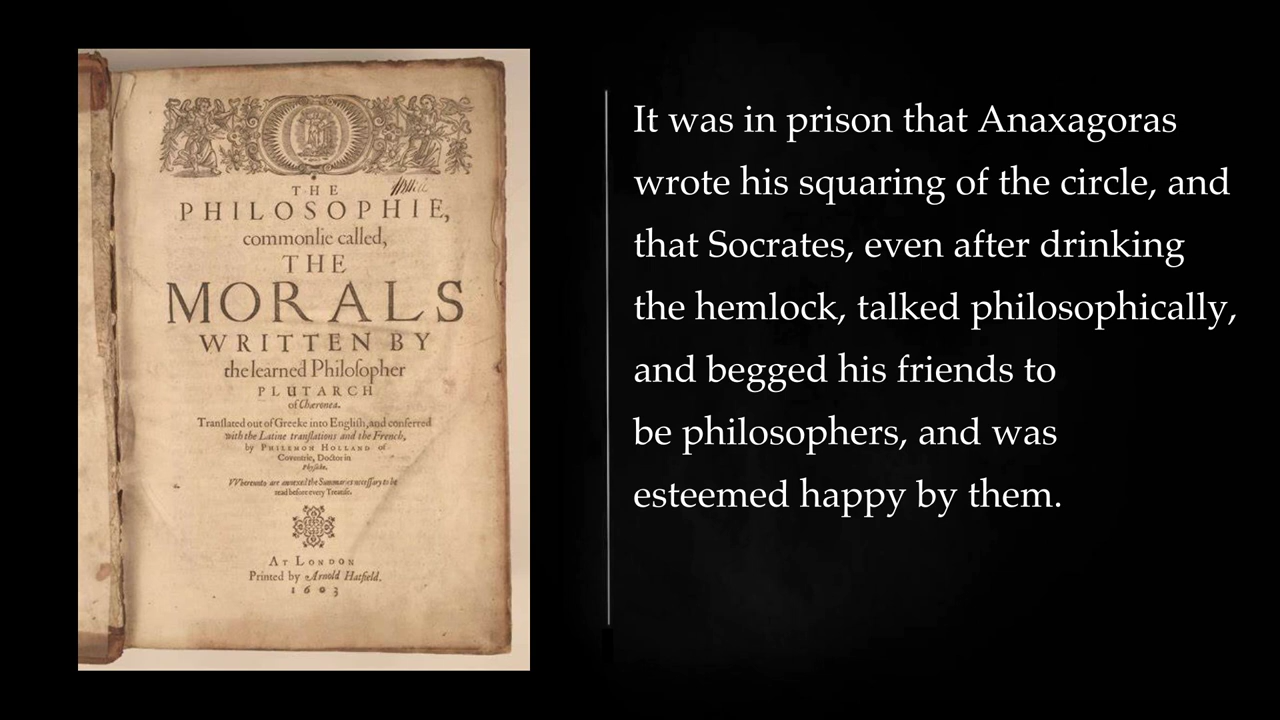 THE
PHILOSOPHIE,
commonlie called,
THE
MORALS
WRITTEN BY
the learned Philoſopher
PLUTARCH
of Chæronea.
Tranſlated out of Greeke into Engliſh, and conferred
with the Latine tranſlations and the French,
by PHILEMON HOLLAND of
Coventrie, Doctor in
Phyſicke.
VVhereunto are annexed the Summaries neceſſary to be
read before every Treatiſe.
AT LONDON
Printed by Arnold Hatfield.
1603
It was in prison that Anaxagoras
wrote his squaring of the circle, and
that Socrates, even after drinking
the hemlock, talked philosophically,
and begged his friends to
be philosophers, and was
esteemed happy by them.